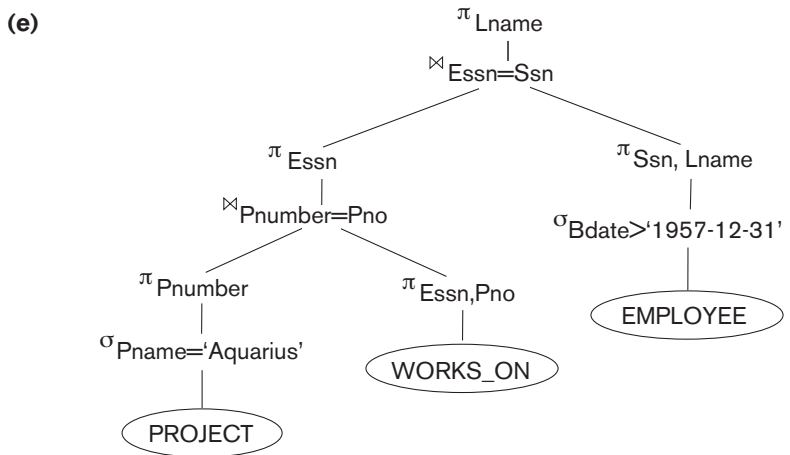 (e)
π Lname
⋈ Essn=Ssn
π Essn
π Ssn, Lname
⋈ Pnumber=Pno
σ Bdate>‘1957-12-31’
π Pnumber
π Essn,Pno
EMPLOYEE
σ Pname=‘Aquarius’
WORKS_ON
PROJECT